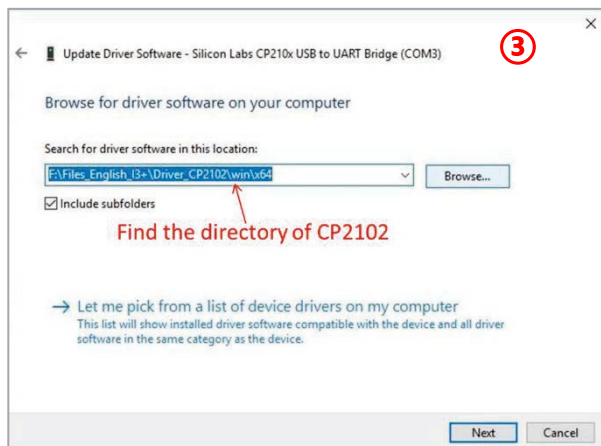 ③
Update Driver Software - Silicon Labs CP210x USB to UART Bridge (COM3)
Browse for driver software on your computer
Search for driver software in this location:
F:\Files_English_I3+\Driver_CP2102\win\x64
Browse...
Include subfolders
Find the directory of CP2102
Let me pick from a list of device drivers on my computer
This list will show installed driver software compatible with the device and all driver
software in the same category as the device.
Next
Cancel